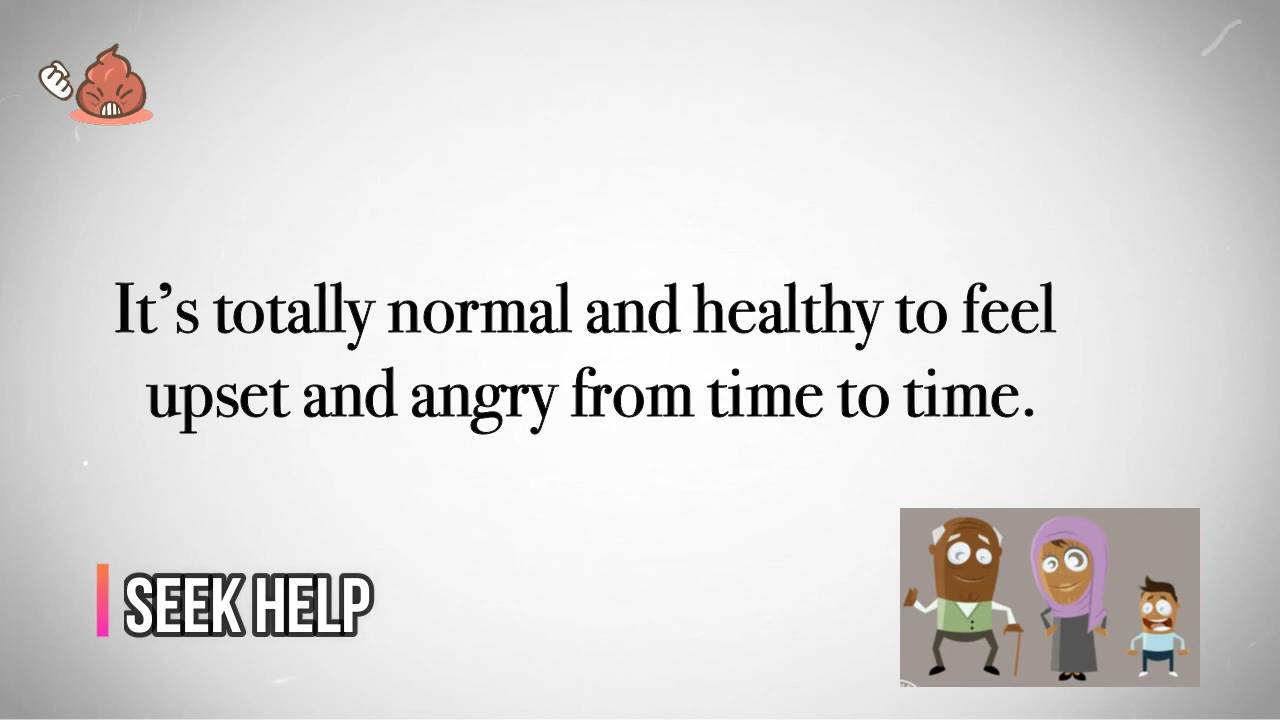 It’s totally normal and healthy to feel
upset and angry from time to time.
SEEK HELP